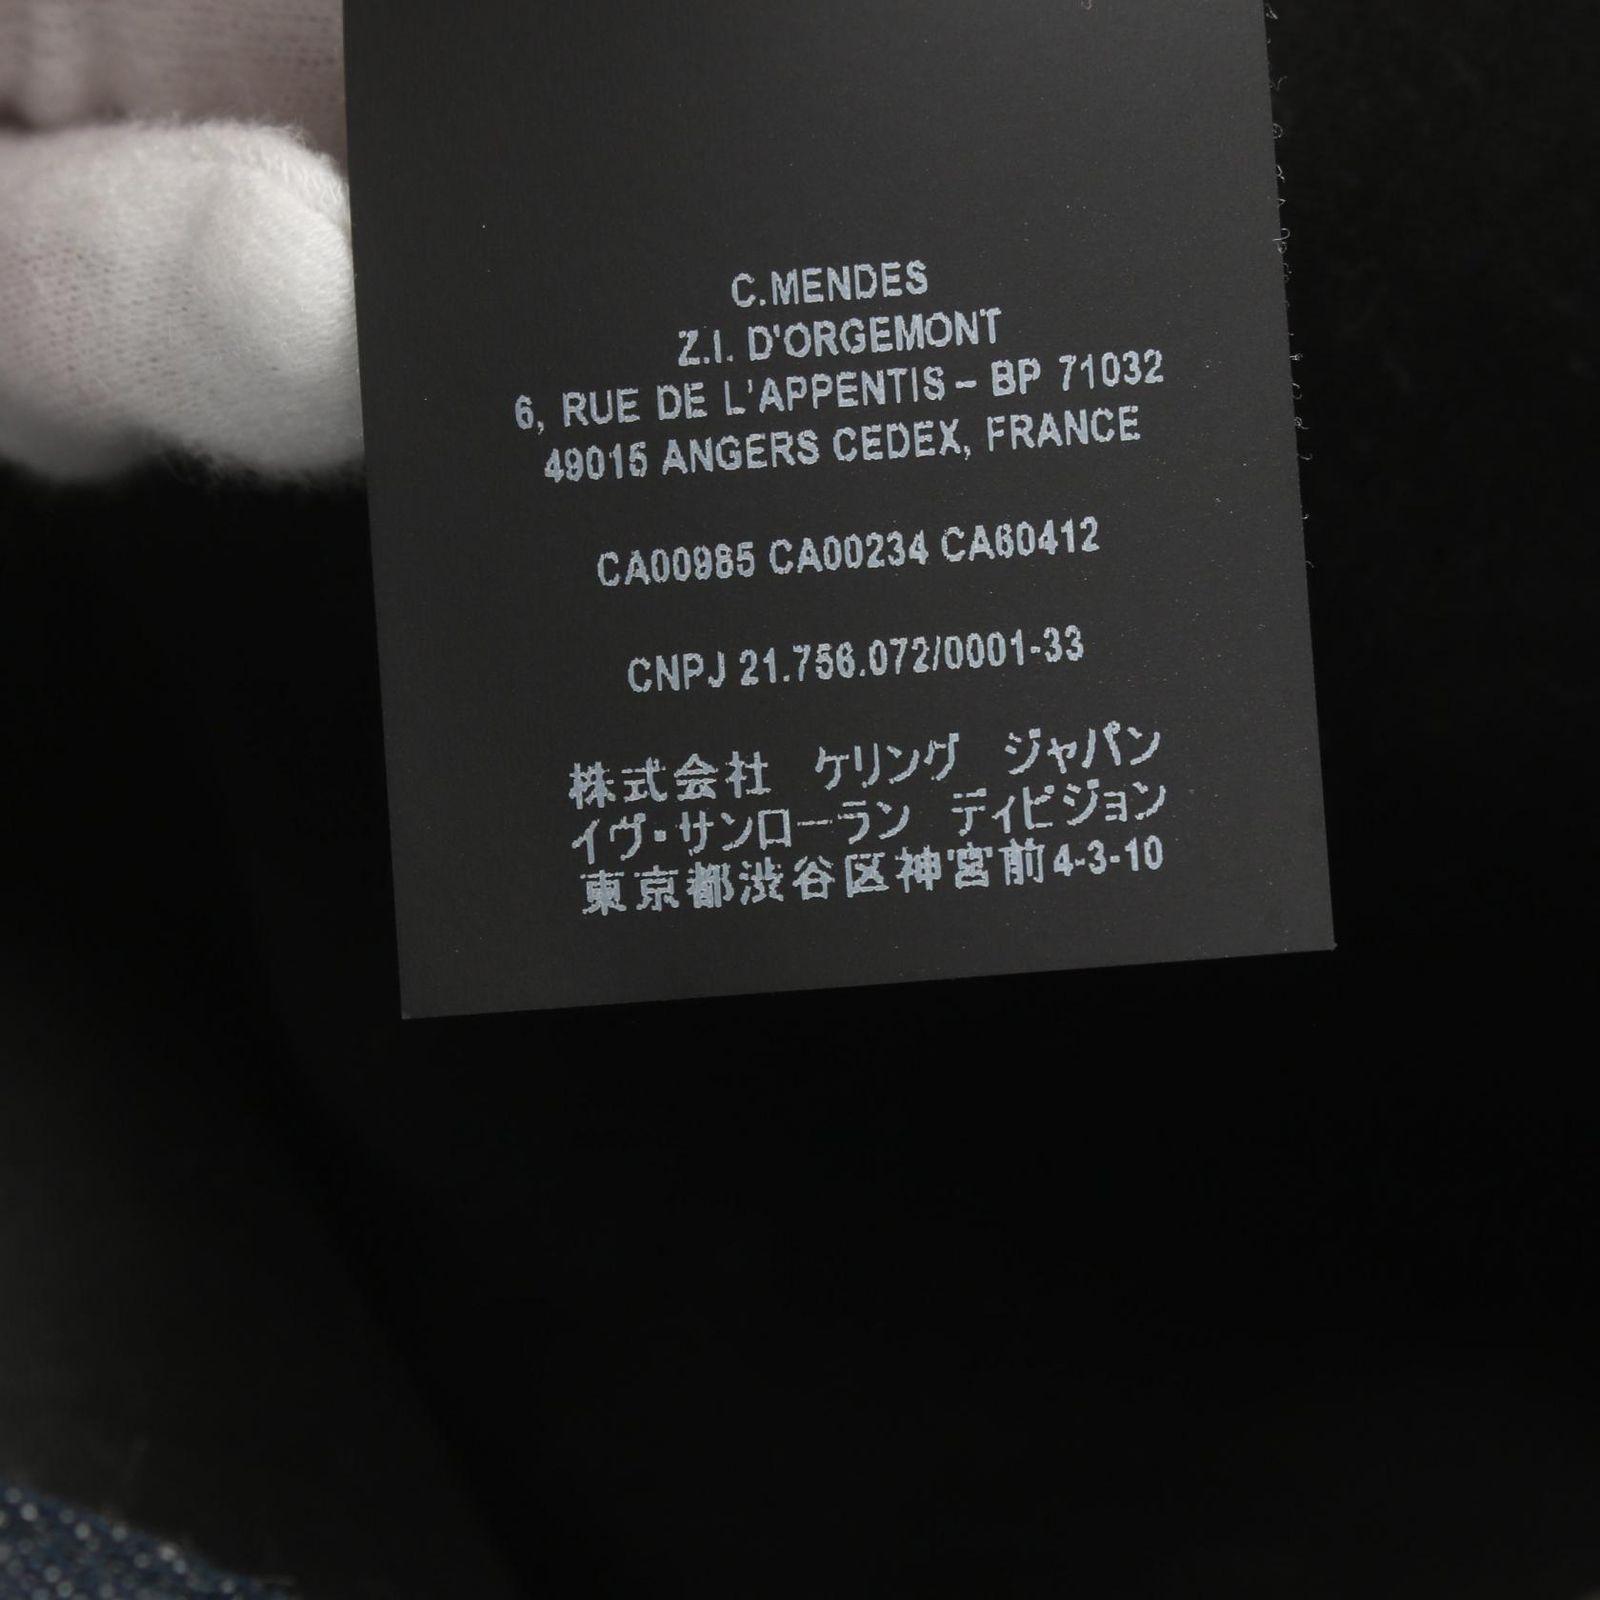 C.MENDES
Z.I. D'ORGEMONT
6, RUE DE L'APPENTIS – BP 71032
49015 ANGERS CEDEX, FRANCE
CA00985 CA00234 CA60412
CNPJ 21.756.072/0001-33
株式会社 ケリング ジャパン
イヴ・サンローラン ディビジョン
東京都渋谷区神宮前4-3-10